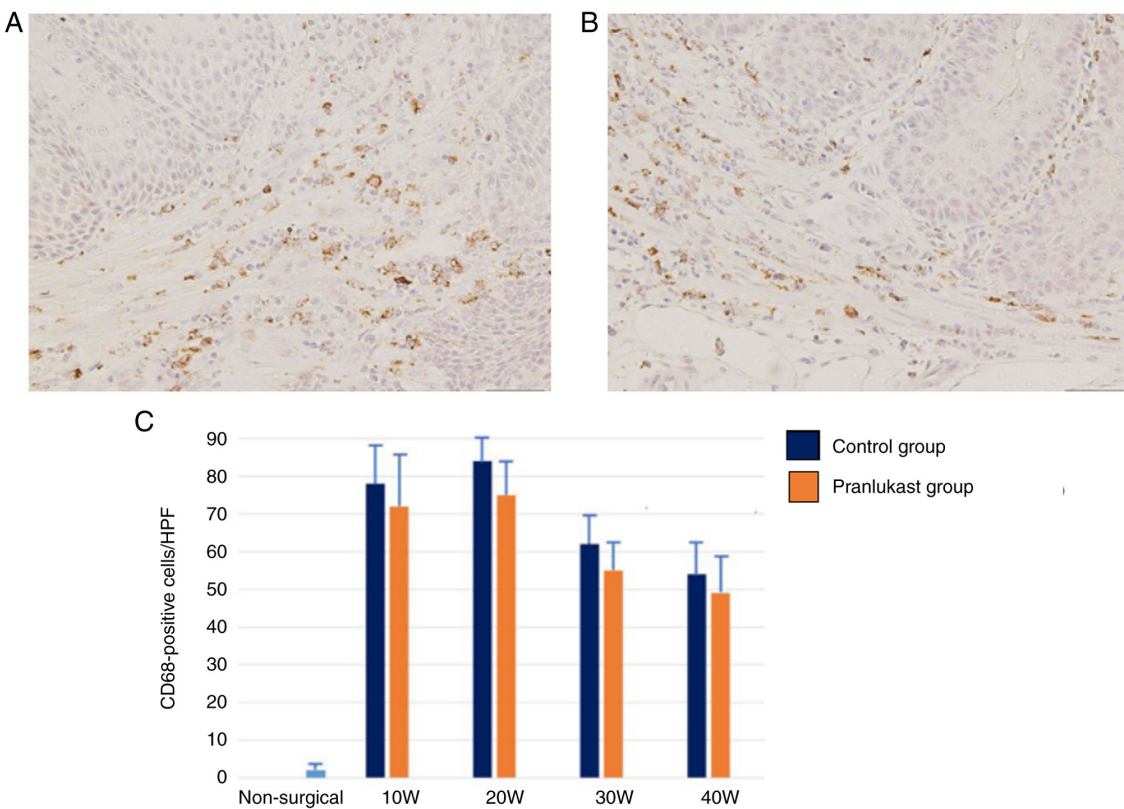 A
B
C
90
80
70
60
50
40
30
20
10
0
CD68-positive cells/HPF
Non-surgical
10W
20W
30W
40W
Control group
Pranlukast group
)